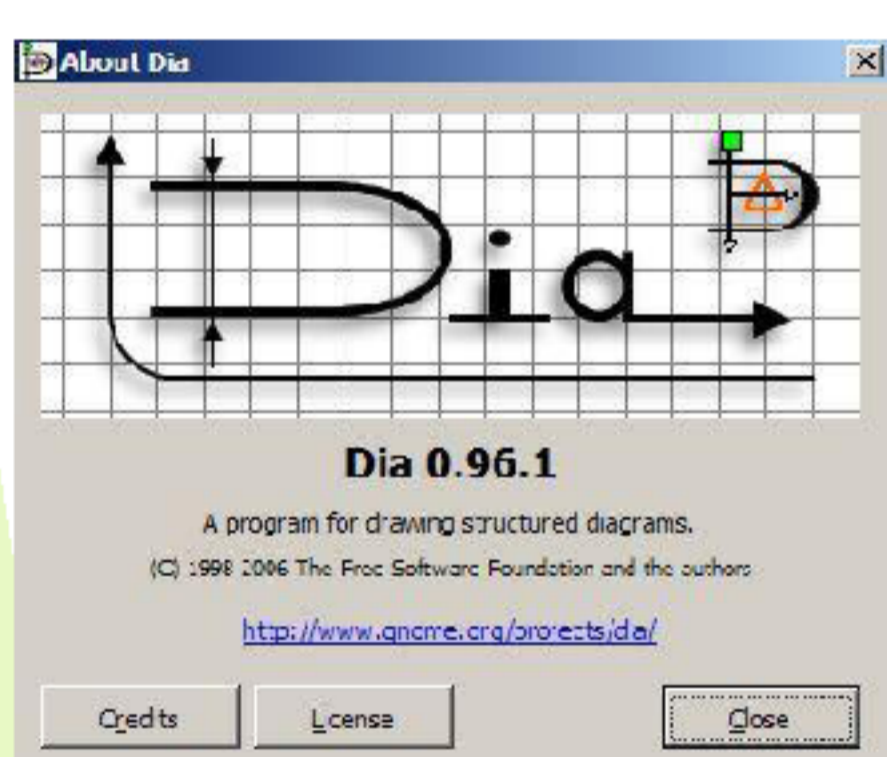 About Dia
Dia
Dia 0.96.1
A program for drawing structured diagrams.
(C) 1998-2006 The Free Software Foundation and the authors
http://www.gnome.org/projects/dia/
Credits
License
Close